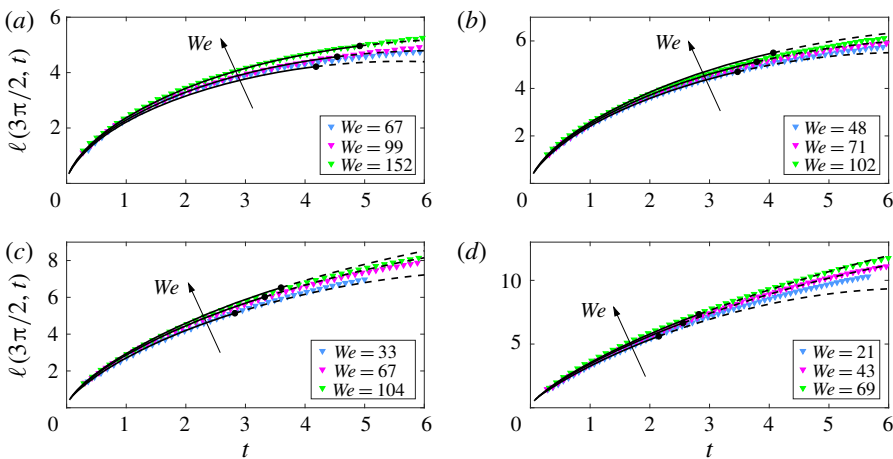 (a)
6
We
4
ℓ(3π/2, t)
2
We = 67
We = 99
We = 152
0 1 2 3 4 5 6
(b)
6
We
4
2
We = 48
We = 71
We = 102
0 1 2 3 4 5 6
(c)
8
6
We
4
ℓ(3π/2, t)
2
We = 33
We = 67
We = 104
0 1 2 3 4 5 6
t
(d)
10
We
5
We = 21
We = 43
We = 69
0 1 2 3 4 5 6
t